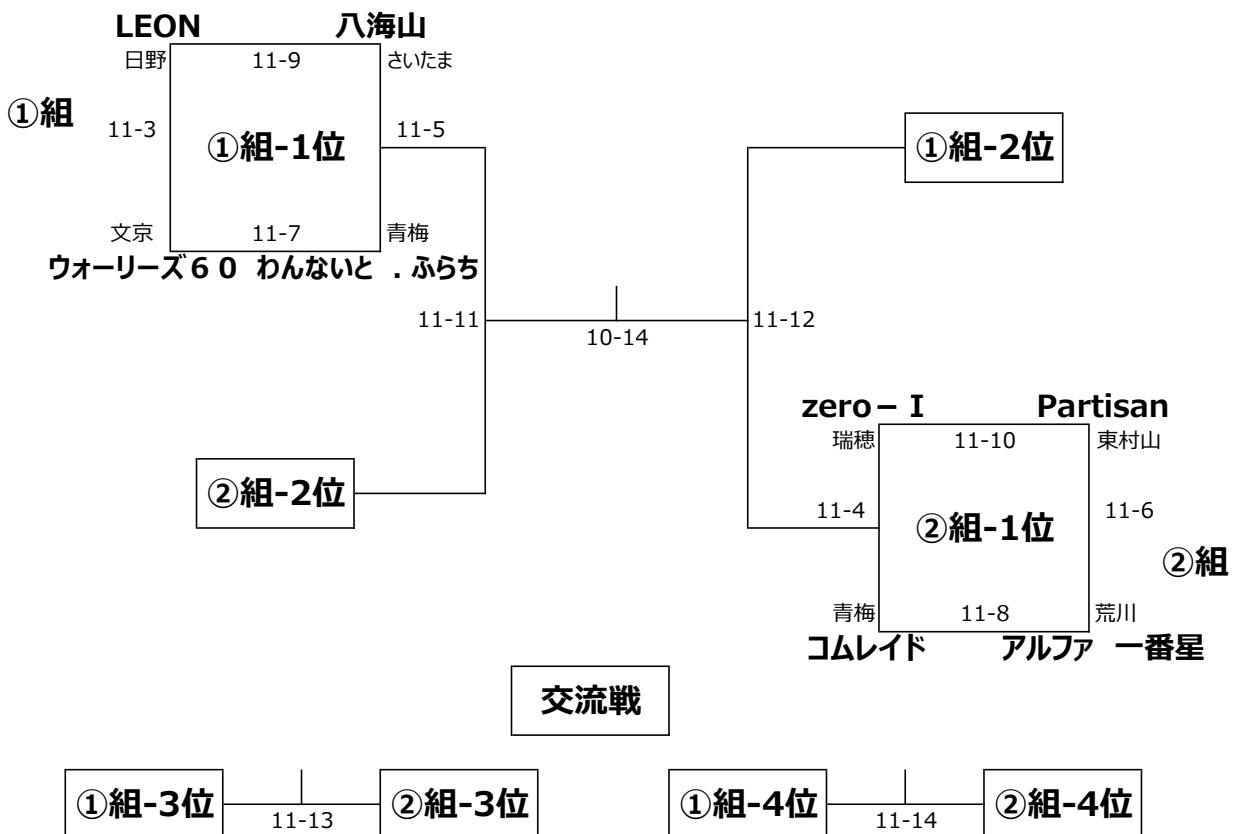 LEON 八海山
日野 11-9 さいたま
①組 11-3 ①組-1位 11-5
①組-2位
文京 11-7 青梅
ウォーリーズ６０ わんないと．ふらち
11-11 10-14 11-12
zero－Ⅰ Partisan
瑞穂 11-10 東村山
②組-2位
11-4 ②組-1位 11-6
②組
青梅 11-8 荒川
コムレイド アルファ 一番星
交流戦
①組-3位 11-13 ②組-3位 ①組-4位 11-14 ②組-4位